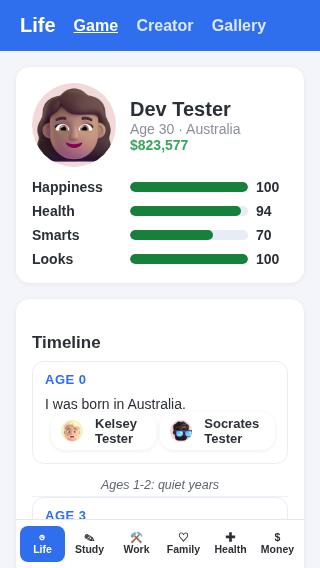 Life Game Creator Gallery
Dev Tester
Age 30 · Australia
$823,577
Happiness 100
Health 94
Smarts 70
Looks 100
Timeline
AGE 0
I was born in Australia.
Kelsey Tester
Socrates Tester
Ages 1-2: quiet years
AGE 3
Life Study Work Family Health Money